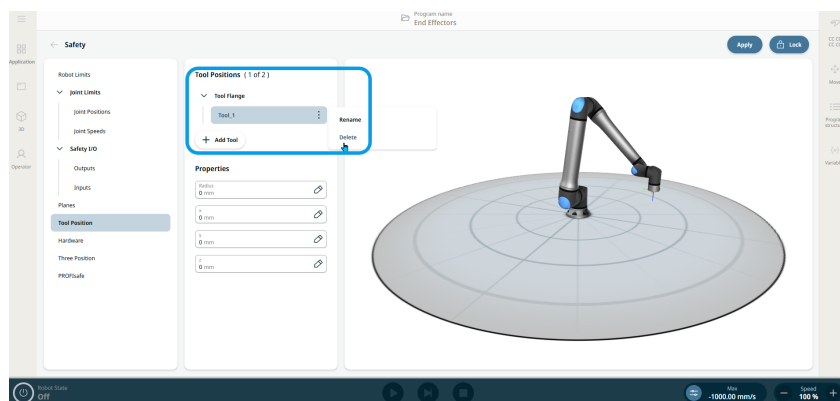 Program name
End Effectors
Safety
Apply
Lock
Application
3D
Operator
Robot Limits
Joint Limits
Joint Positions
Joint Speeds
Safety I/O
Outputs
Inputs
Planes
Tool Position
Hardware
Three Position
PROFIsafe
Tool Positions ( 1 of 2 )
Tool Flange
Tool_1
Add Tool
Rename
Delete
Properties
Radius
0 mm
0 mm
0 mm
0 mm
Robot State
Off
Max
-1000.00 mm/s
Speed
100 %